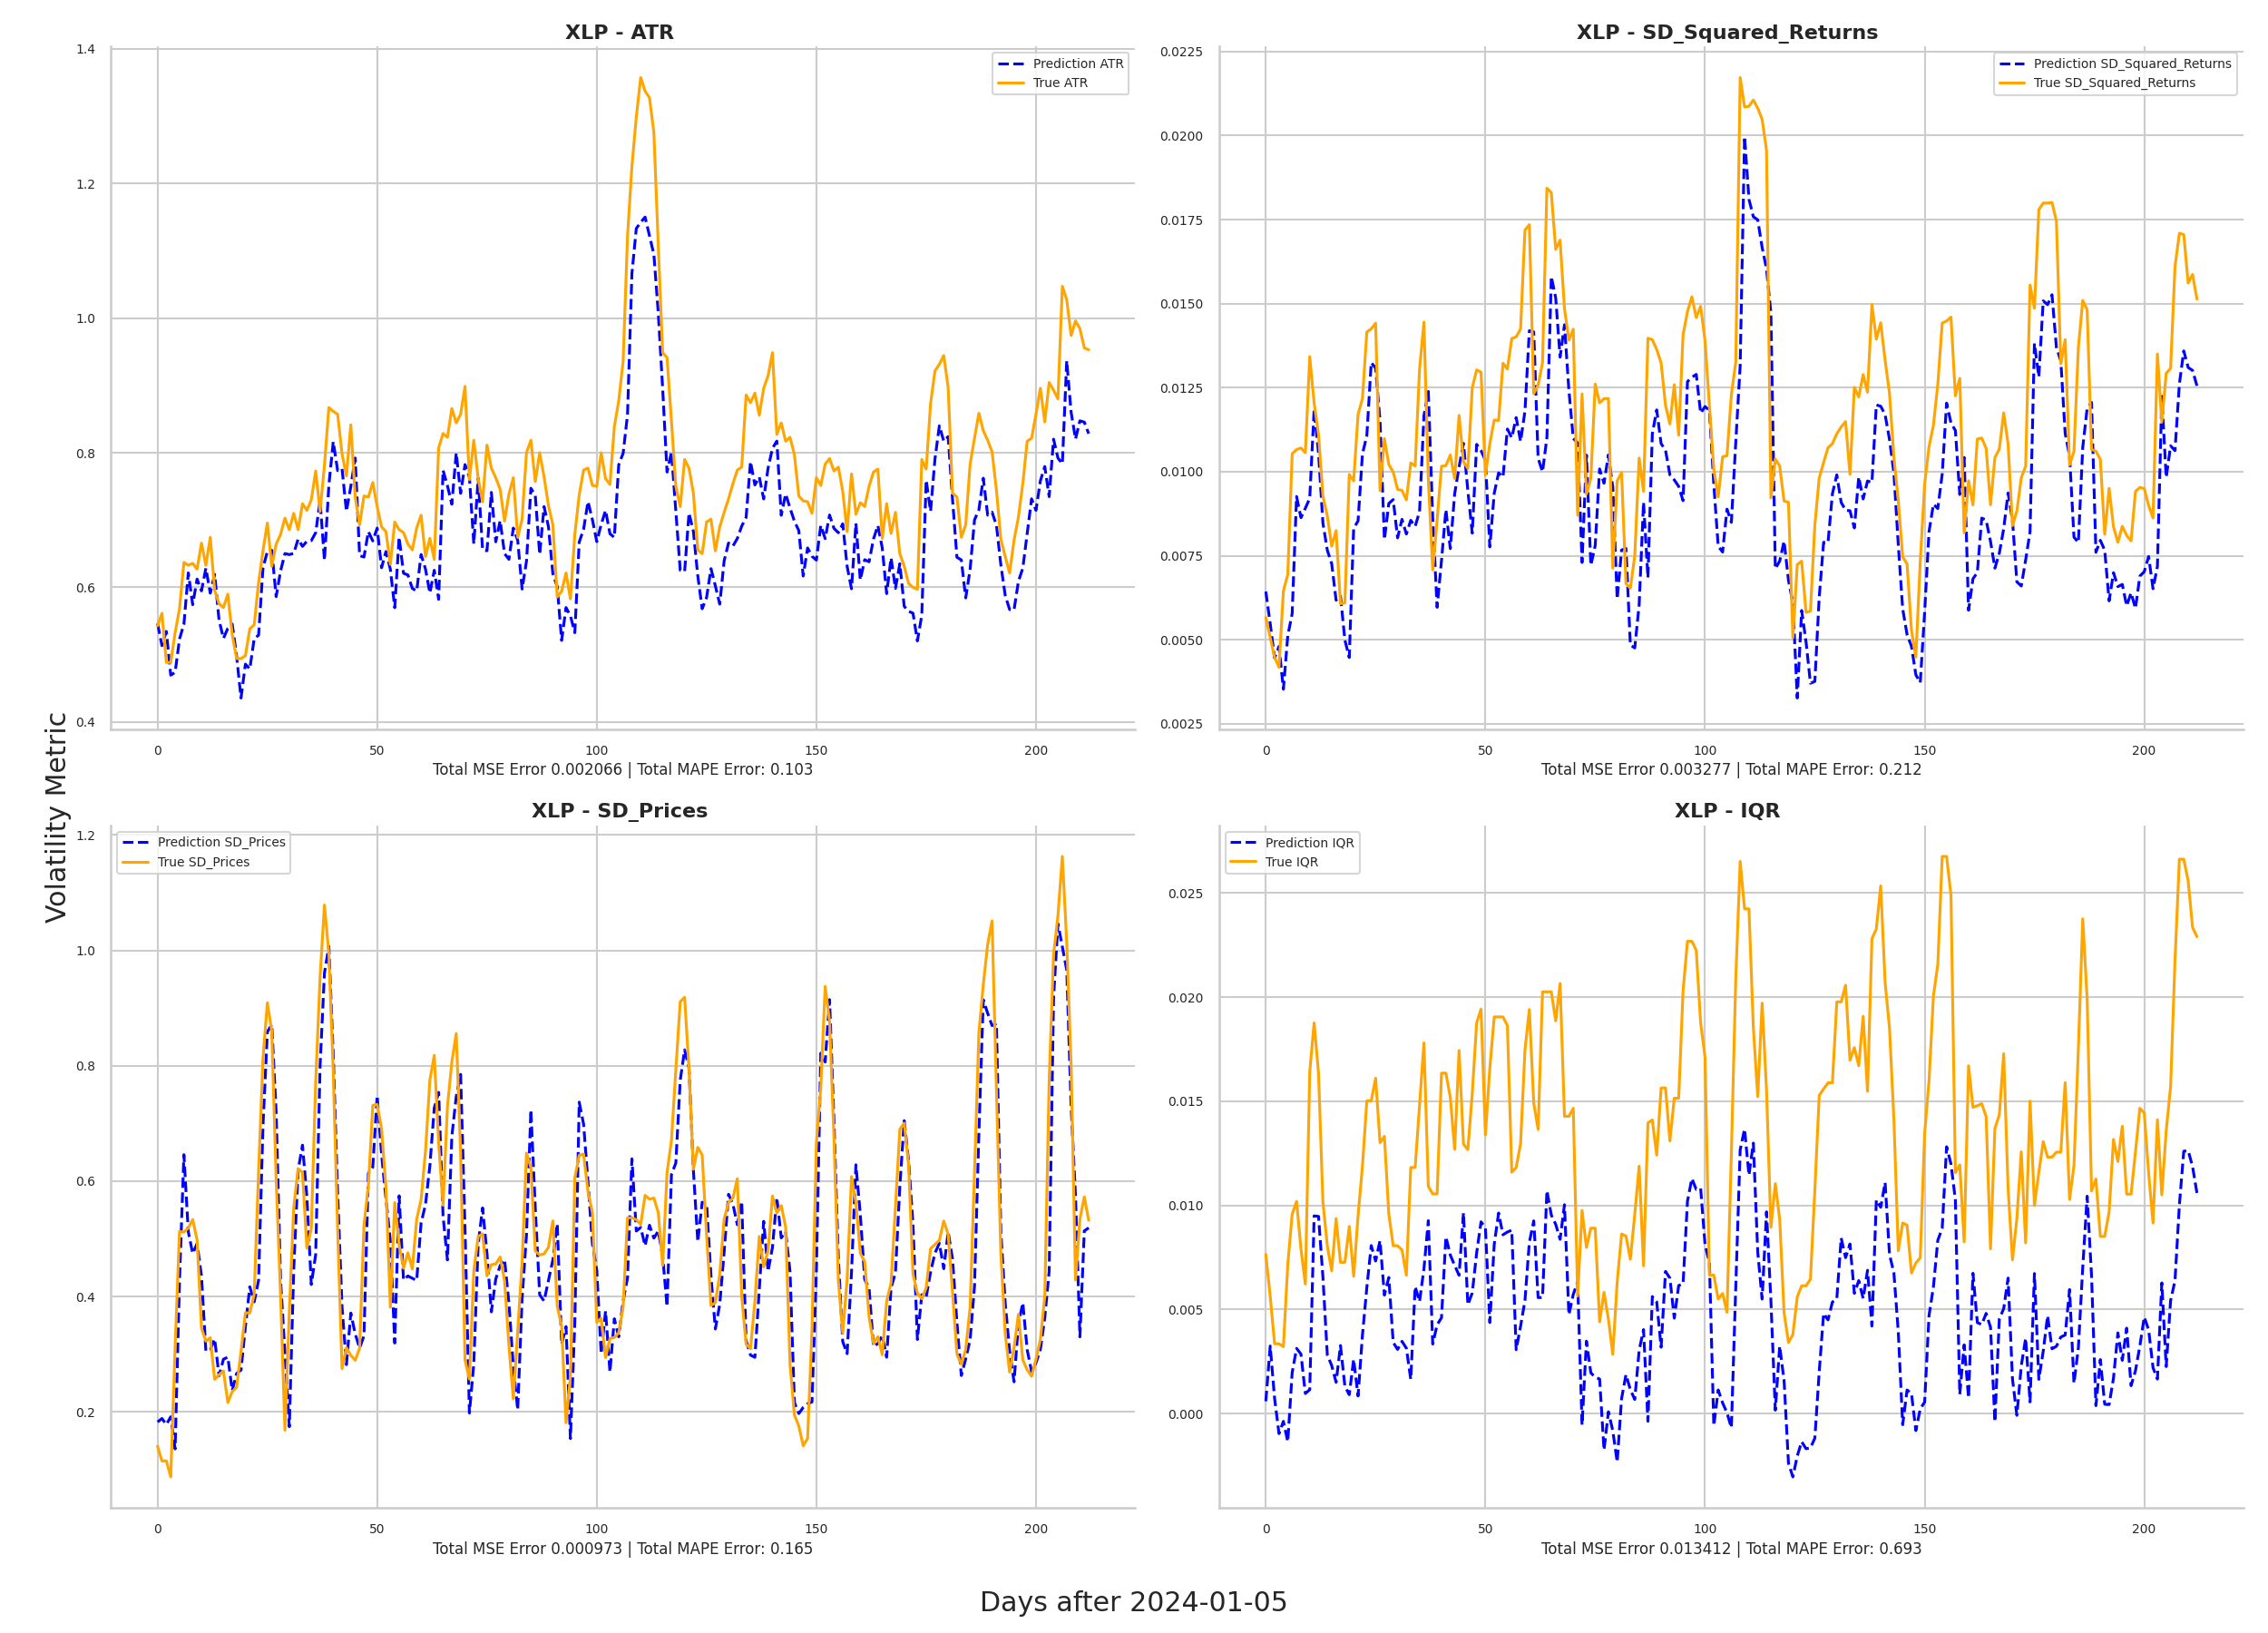 XLP - ATR
1.4
1.2
1.0
0.8
0.6
0.4
Prediction ATR
True ATR
0 50 100 150 200
Total MSE Error 0.002066 | Total MAPE Error: 0.103
XLP - SD_Squared_Returns
0.0225
0.0200
0.0175
0.0150
0.0125
0.0100
0.0075
0.0050
0.0025
Prediction SD_Squared_Returns
True SD_Squared_Returns
0 50 100 150 200
Total MSE Error 0.003277 | Total MAPE Error: 0.212
Volatility Metric
XLP - SD_Prices
1.2
1.0
0.8
0.6
0.4
0.2
Prediction SD_Prices
True SD_Prices
0 50 100 150 200
Total MSE Error 0.000973 | Total MAPE Error: 0.165
XLP - IQR
0.025
0.020
0.015
0.010
0.005
0.000
Prediction IQR
True IQR
0 50 100 150 200
Total MSE Error 0.013412 | Total MAPE Error: 0.693
Days after 2024-01-05